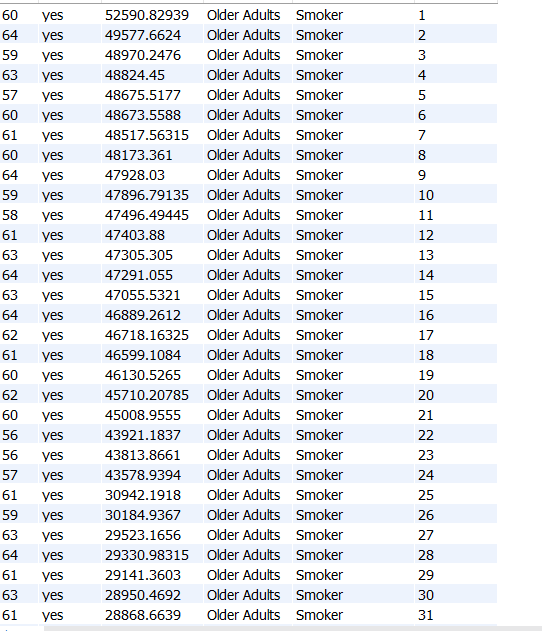 60 yes 52590.82939 Older Adults Smoker 1
64 yes 49577.6624 Older Adults Smoker 2
59 yes 48970.2476 Older Adults Smoker 3
63 yes 48824.45 Older Adults Smoker 4
57 yes 48675.5177 Older Adults Smoker 5
60 yes 48673.5588 Older Adults Smoker 6
61 yes 48517.56315 Older Adults Smoker 7
60 yes 48173.361 Older Adults Smoker 8
64 yes 47928.03 Older Adults Smoker 9
59 yes 47896.79135 Older Adults Smoker 10
58 yes 47496.49445 Older Adults Smoker 11
61 yes 47403.88 Older Adults Smoker 12
63 yes 47305.305 Older Adults Smoker 13
64 yes 47291.055 Older Adults Smoker 14
63 yes 47055.5321 Older Adults Smoker 15
64 yes 46889.2612 Older Adults Smoker 16
62 yes 46718.16325 Older Adults Smoker 17
61 yes 46599.1084 Older Adults Smoker 18
60 yes 46130.5265 Older Adults Smoker 19
62 yes 45710.20785 Older Adults Smoker 20
60 yes 45008.9555 Older Adults Smoker 21
56 yes 43921.1837 Older Adults Smoker 22
56 yes 43813.8661 Older Adults Smoker 23
57 yes 43578.9394 Older Adults Smoker 24
61 yes 30942.1918 Older Adults Smoker 25
59 yes 30184.9367 Older Adults Smoker 26
63 yes 29523.1656 Older Adults Smoker 27
64 yes 29330.98315 Older Adults Smoker 28
61 yes 29141.3603 Older Adults Smoker 29
63 yes 28950.4692 Older Adults Smoker 30
61 yes 28868.6639 Older Adults Smoker 31